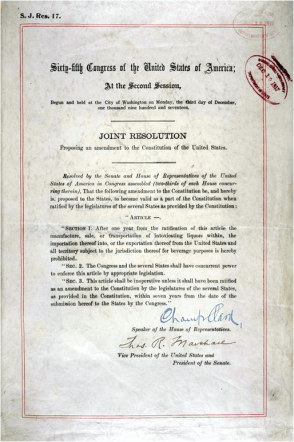 S. J. Res. 17.
Sixty-fifth Congress of the United States of America;
At the Second Session,
Begun and held at the City of Washington on Monday, the third day of December,
one thousand nine hundred and seventeen.
JOINT RESOLUTION
Proposing an amendment to the Constitution of the United States.
Resolved by the Senate and House of Representatives of the United
States of America in Congress assembled (two-thirds of each House concur-
ring therein), That the following amendment to the Constitution be, and hereby
is, proposed to the States, to become valid as a part of the Constitution when
ratified by the legislatures of the several States as provided by the Constitution:
"ARTICLE —.
"SECTION 1. After one year from the ratification of this article the
manufacture, sale, or transportation of intoxicating liquors within, the
importation thereof into, or the exportation thereof from the United States and
all territory subject to the jurisdiction thereof for beverage purposes is hereby
prohibited.
"SEC. 2. The Congress and the several States shall have concurrent power
to enforce this article by appropriate legislation.
"SEC. 3. This article shall be inoperative unless it shall have been ratified
as an amendment to the Constitution by the legislatures of the several States,
as provided in the Constitution, within seven years from the date of the
submission hereof to the States by the Congress."
Champ Clark
Speaker of the House of Representatives.
Thos. R. Marshall
Vice President of the United States and
President of the Senate.